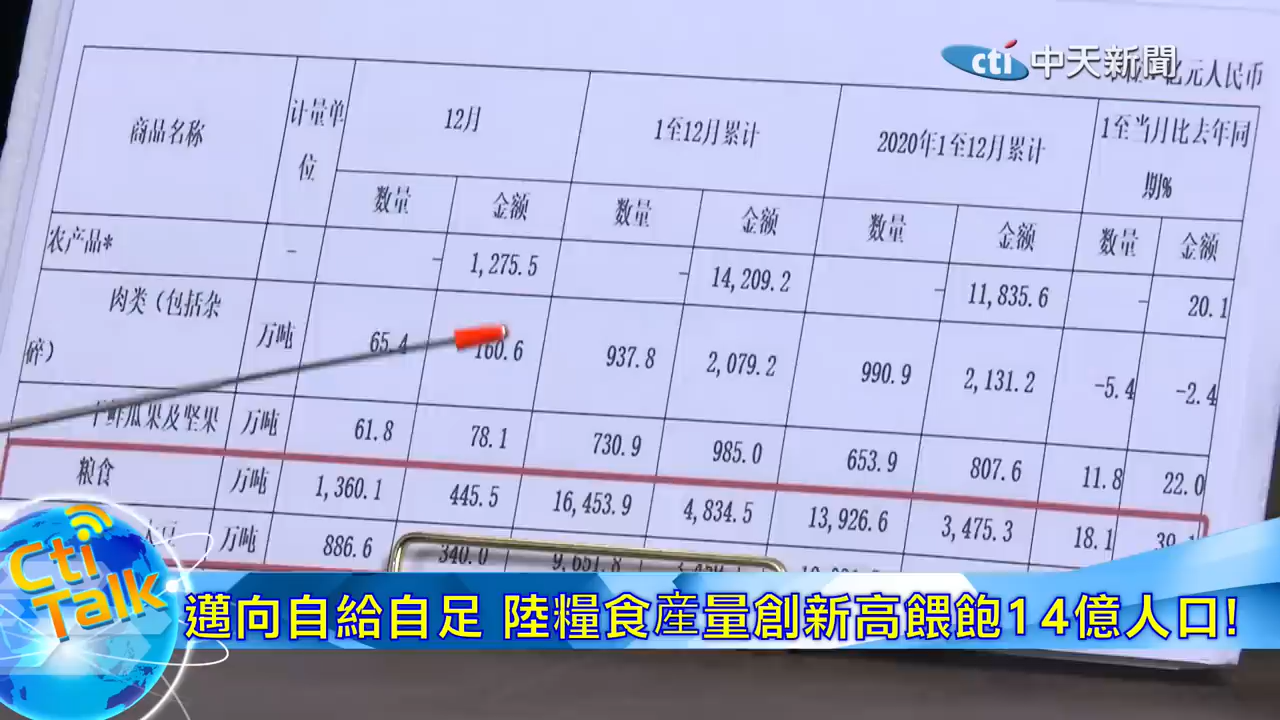 cti 中天新聞
亿元人民币
商品名称 计量单位 12月 1至12月累计 2020年1至12月累计 1至当月比去年同期%
数量 金额 数量 金额 数量 金额 数量 金额
农产品* - - 1,275.5 - 14,209.2 - 11,835.6 - 20.1
肉类（包括杂碎） 万吨 65.4 160.6 937.8 2,079.2 990.9 2,131.2 -5.4 -2.4
干鲜瓜果及坚果 万吨 61.8 78.1 730.9 985.0 653.9 807.6 11.8 22.0
粮食 万吨 1,360.1 445.5 16,453.9 4,834.5 13,926.6 3,475.3 18.1 39.1
大豆 万吨 886.6 340.0 9,651.8
Cti Talk
邁向自給自足 陸糧食産量創新高餵飽14億人口!